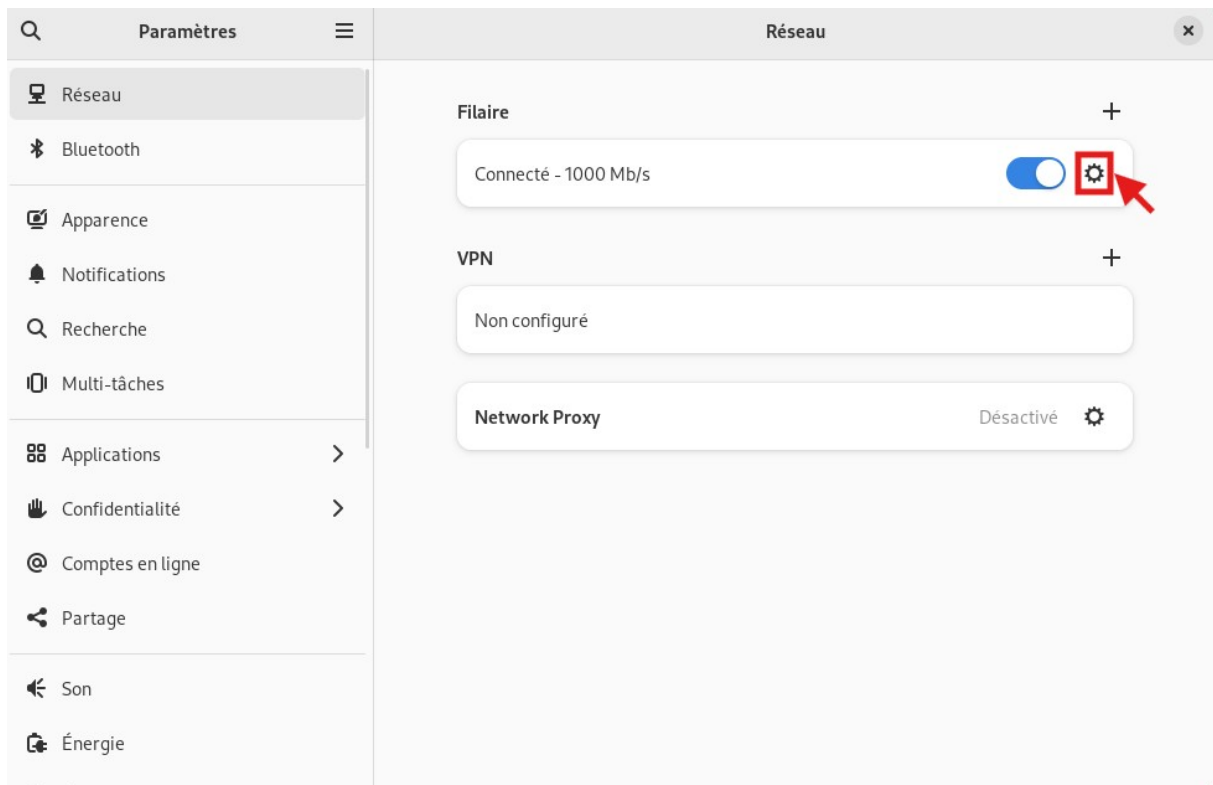 Paramètres
Réseau
Bluetooth
Apparence
Notifications
Recherche
Multi-tâches
Applications
Confidentialité
Comptes en ligne
Partage
Son
Énergie
Réseau
Filaire
Connecté - 1000 Mb/s
VPN
Non configuré
Network Proxy Désactivé